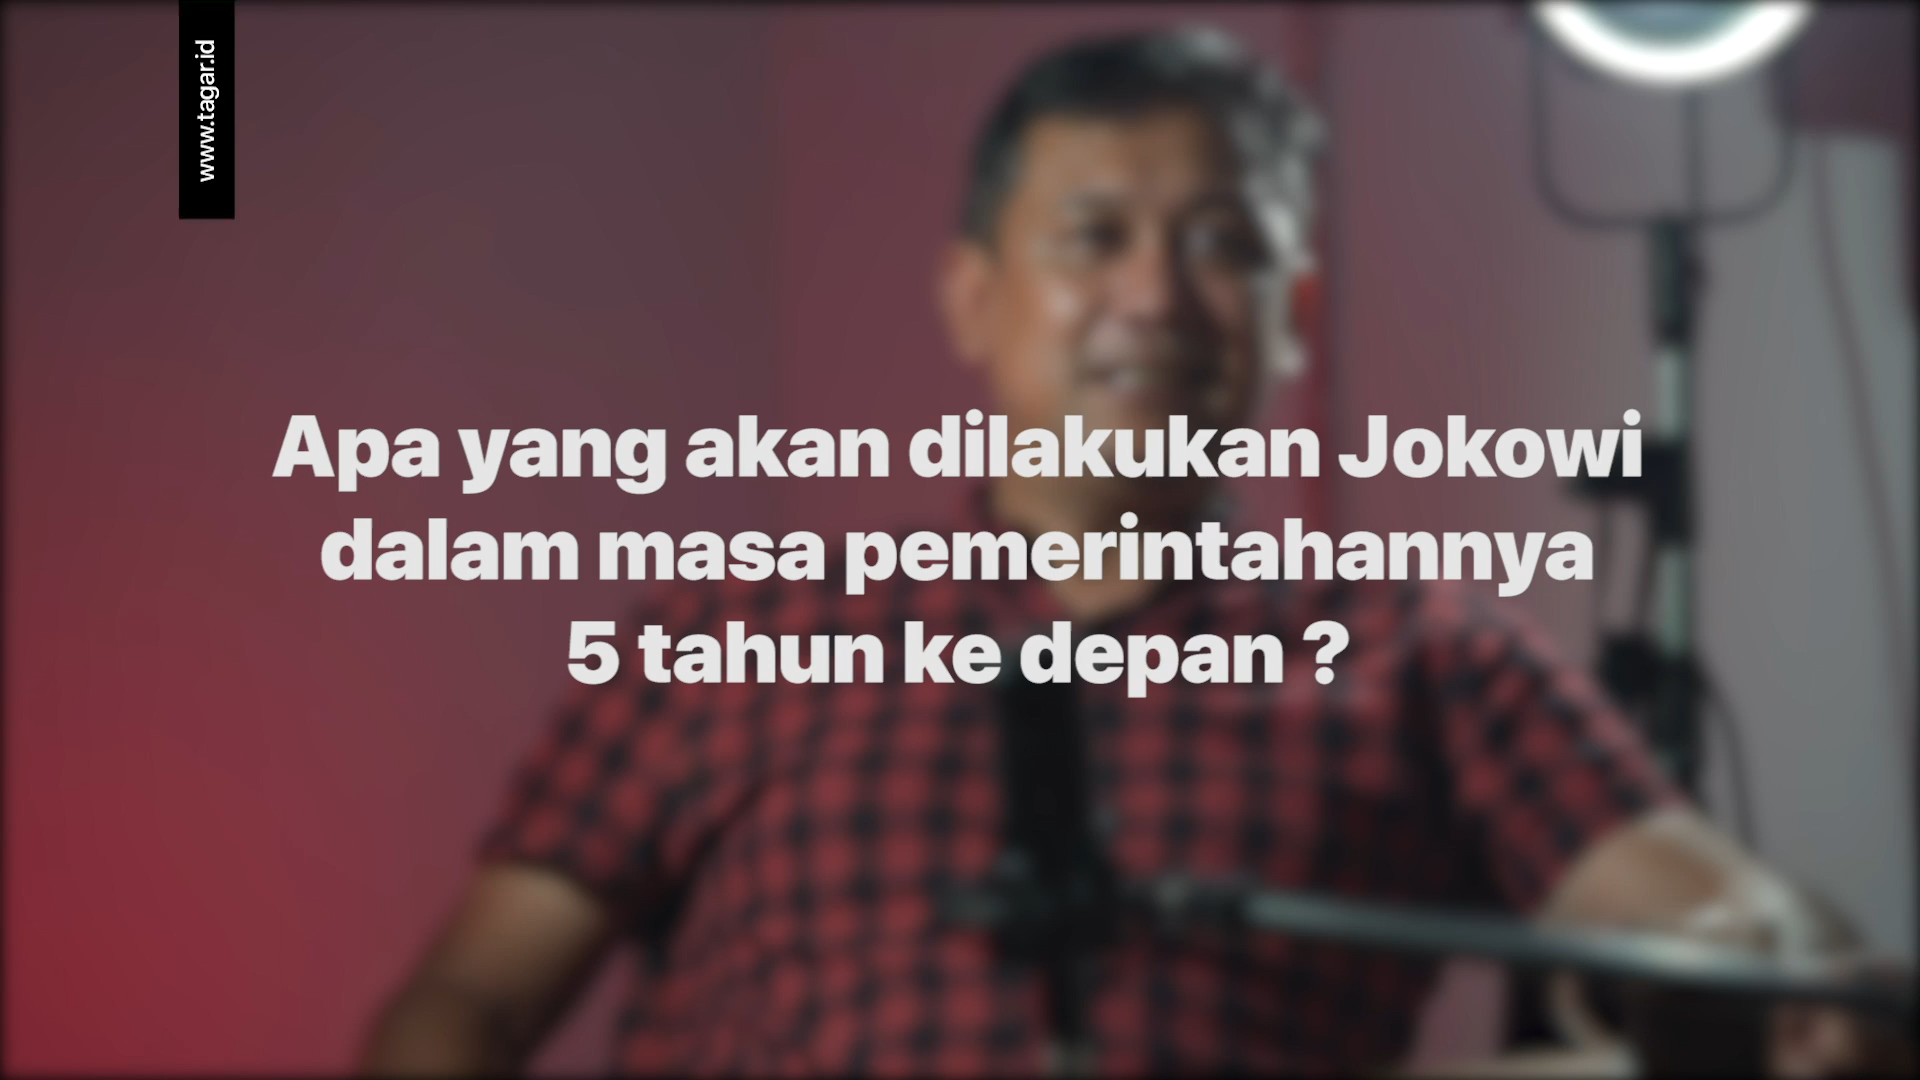 www.tagar.id
Apa yang akan dilakukan Jokowi
dalam masa pemerintahannya
5 tahun ke depan ?